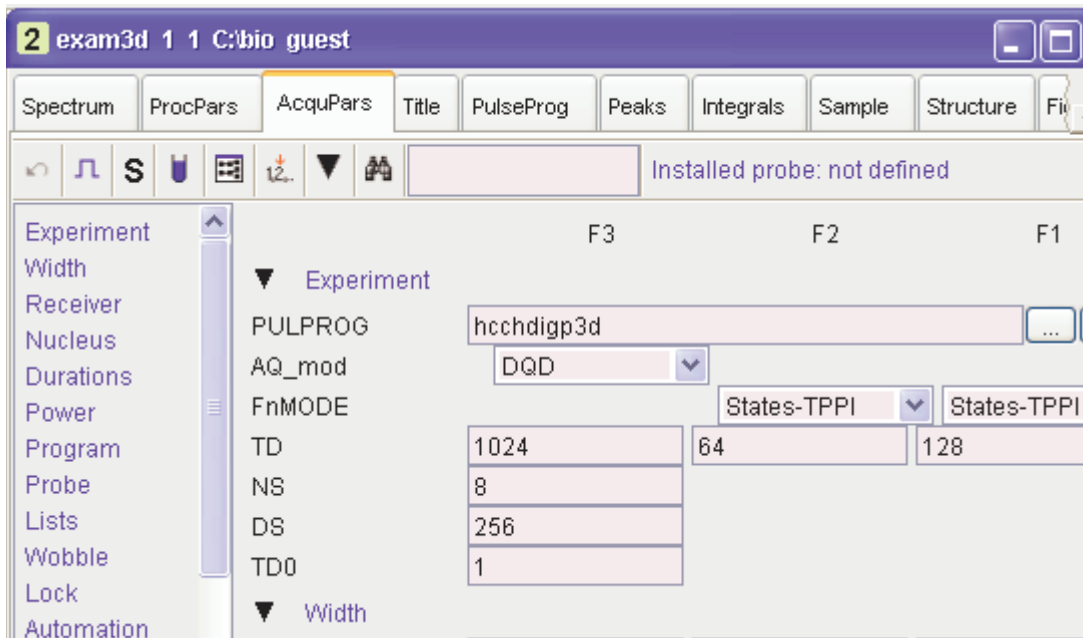 2 exam3d 1 1 C:\bio guest
Spectrum ProcPars AcquPars Title PulseProg Peaks Integrals Sample Structure
S 1,2.. Installed probe: not defined
F3 F2 F1
Experiment
Width
Receiver
Nucleus
Durations
Power
Program
Probe
Lists
Wobble
Lock
Automation
Experiment
PULPROG hcchdigp3d ...
AQ_mod DQD
FnMODE States-TPPI States-TPPI
TD 1024 64 128
NS 8
DS 256
TD0 1
Width